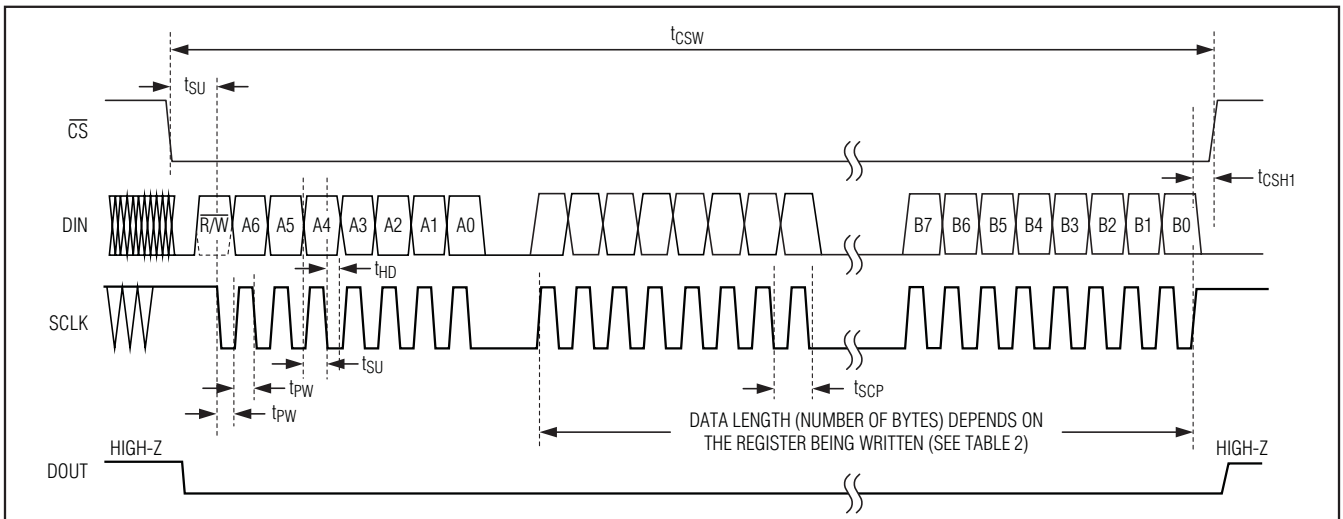 tCSW
tSU
CS
tCSH1
DIN
R/W A6 A5 A4 A3 A2 A1 A0 B7 B6 B5 B4 B3 B2 B1 B0
tHD
SCLK
tSU
tPW
tSCP
tPW
DATA LENGTH (NUMBER OF BYTES) DEPENDS ON
THE REGISTER BEING WRITTEN (SEE TABLE 2)
HIGH-Z HIGH-Z
DOUT